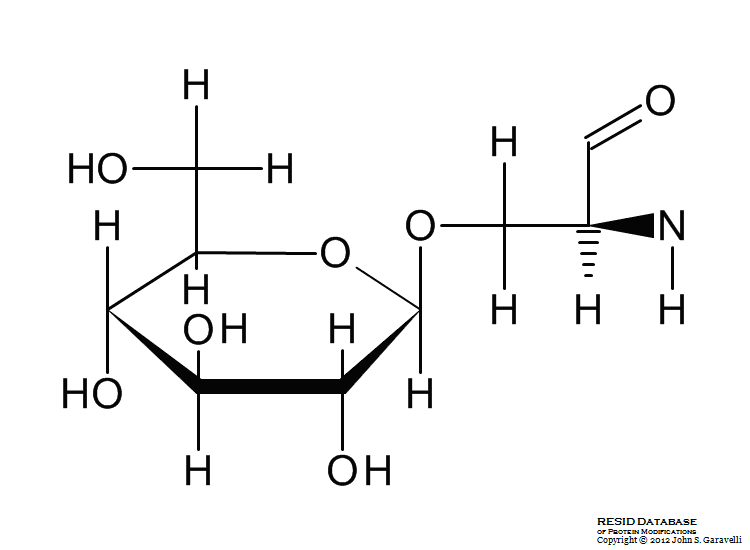 H
HO H
O
H H O N
H
H OH H H H H
HO H
H OH
RESID DATABASE
OF PROTEIN MODIFICATIONS
Copyright © 2012 John S. Garavelli